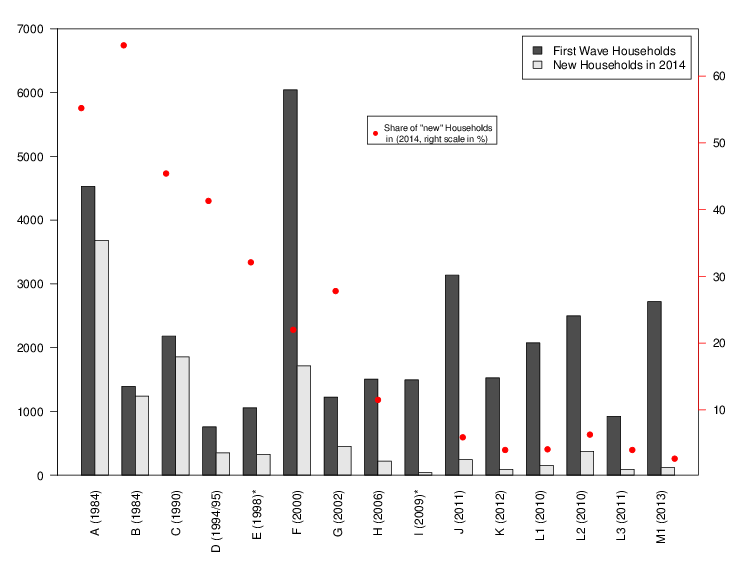 7000
6000
5000
4000
3000
2000
1000
0
First Wave Households
New Households in 2014
Share of "new" Households
in (2014, right scale in %)
60
50
40
30
20
10
A (1984)
B (1984)
C (1990)
D (1994/95)
E (1998)*
F (2000)
G (2002)
H (2006)
I (2009)*
J (2011)
K (2012)
L1 (2010)
L2 (2010)
L3 (2011)
M1 (2013)